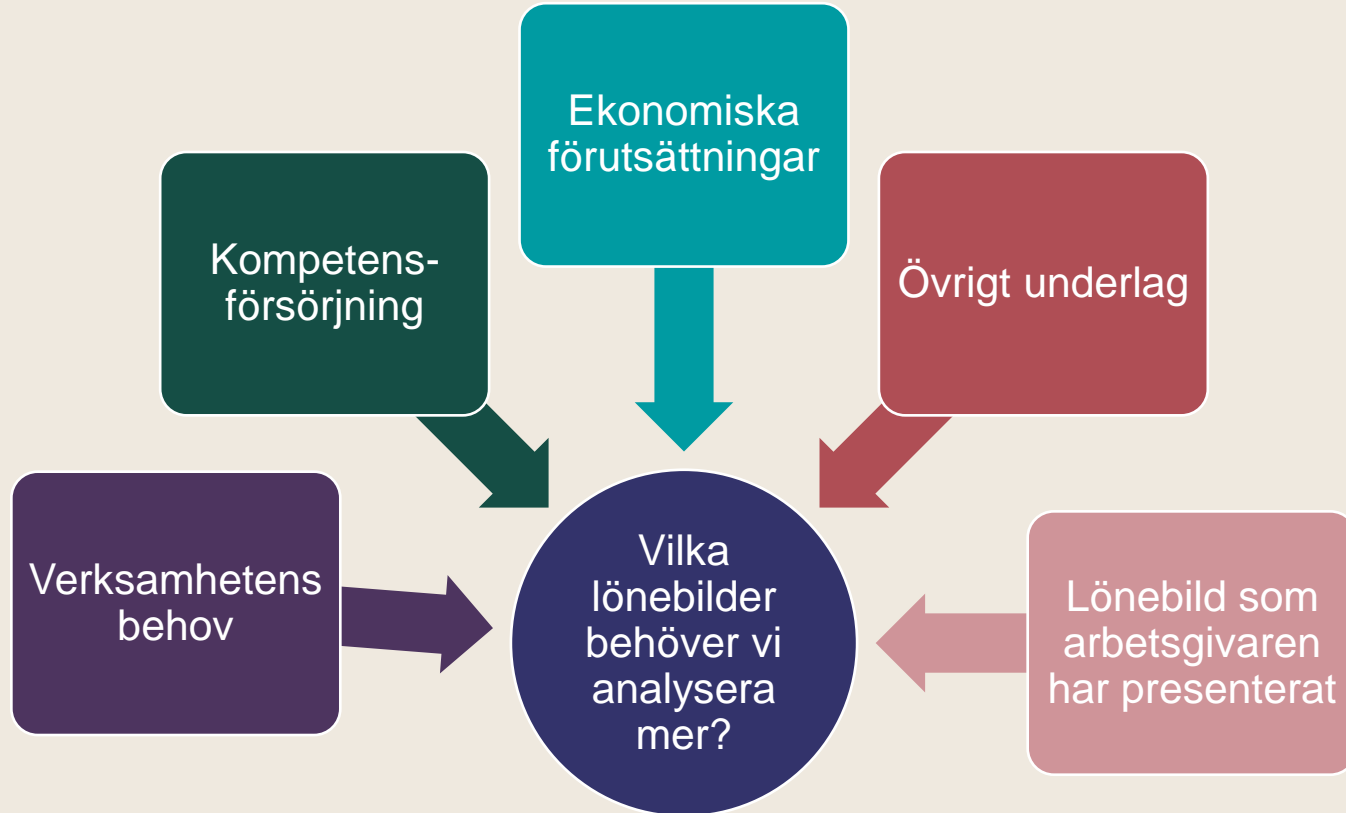 Ekonomiska
förutsättningar
Kompetens-
försörjning
Övrigt underlag
Verksamhetens
behov
Vilka
lönebilder
behöver vi
analysera
mer?
Lönebild som
arbetsgivaren
har presenterat